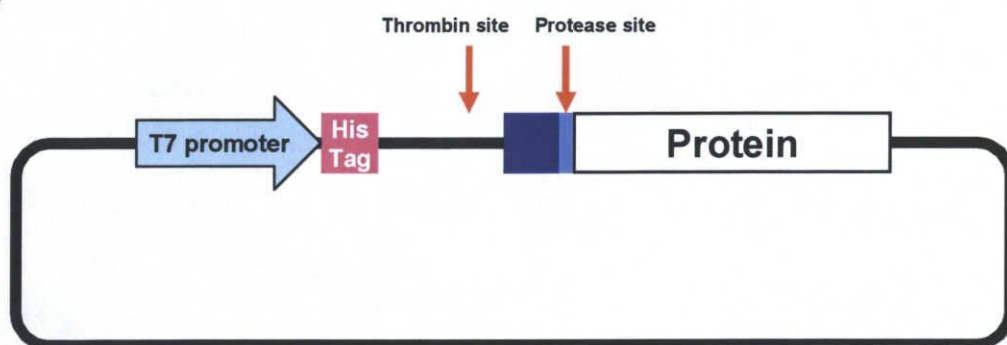 Thrombin site Protease site
T7 promoter
His
Tag
Protein